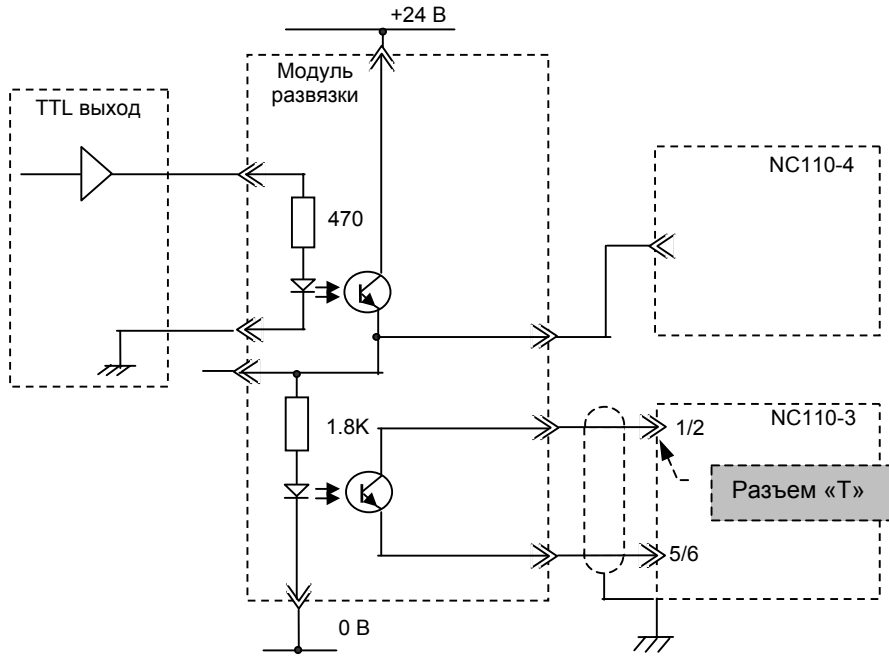 +24 В
Модуль
развязки
TTL выход
NC110-4
470
1.8K
NC110-3
1/2
Разъем «Т»
5/6
0 В